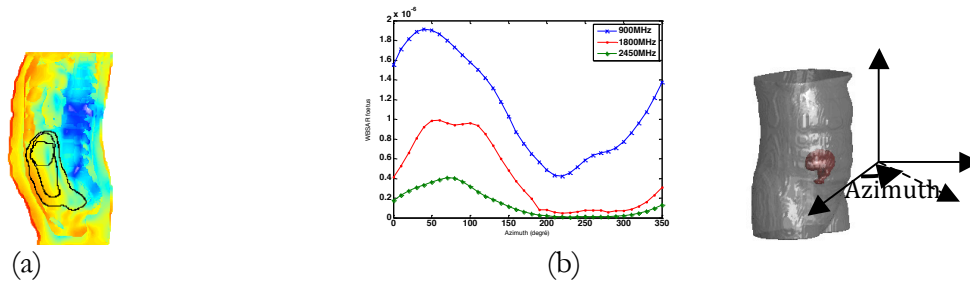 x 10⁻⁶
2
1.8
1.6
1.4
1.2
1
0.8
0.6
0.4
0.2
0
WBSAR foetus
900MHz
1800MHz
2450MHz
0 50 100 150 200 250 300 350
Azimuth (degré)
Azimuth
(a)
(b)